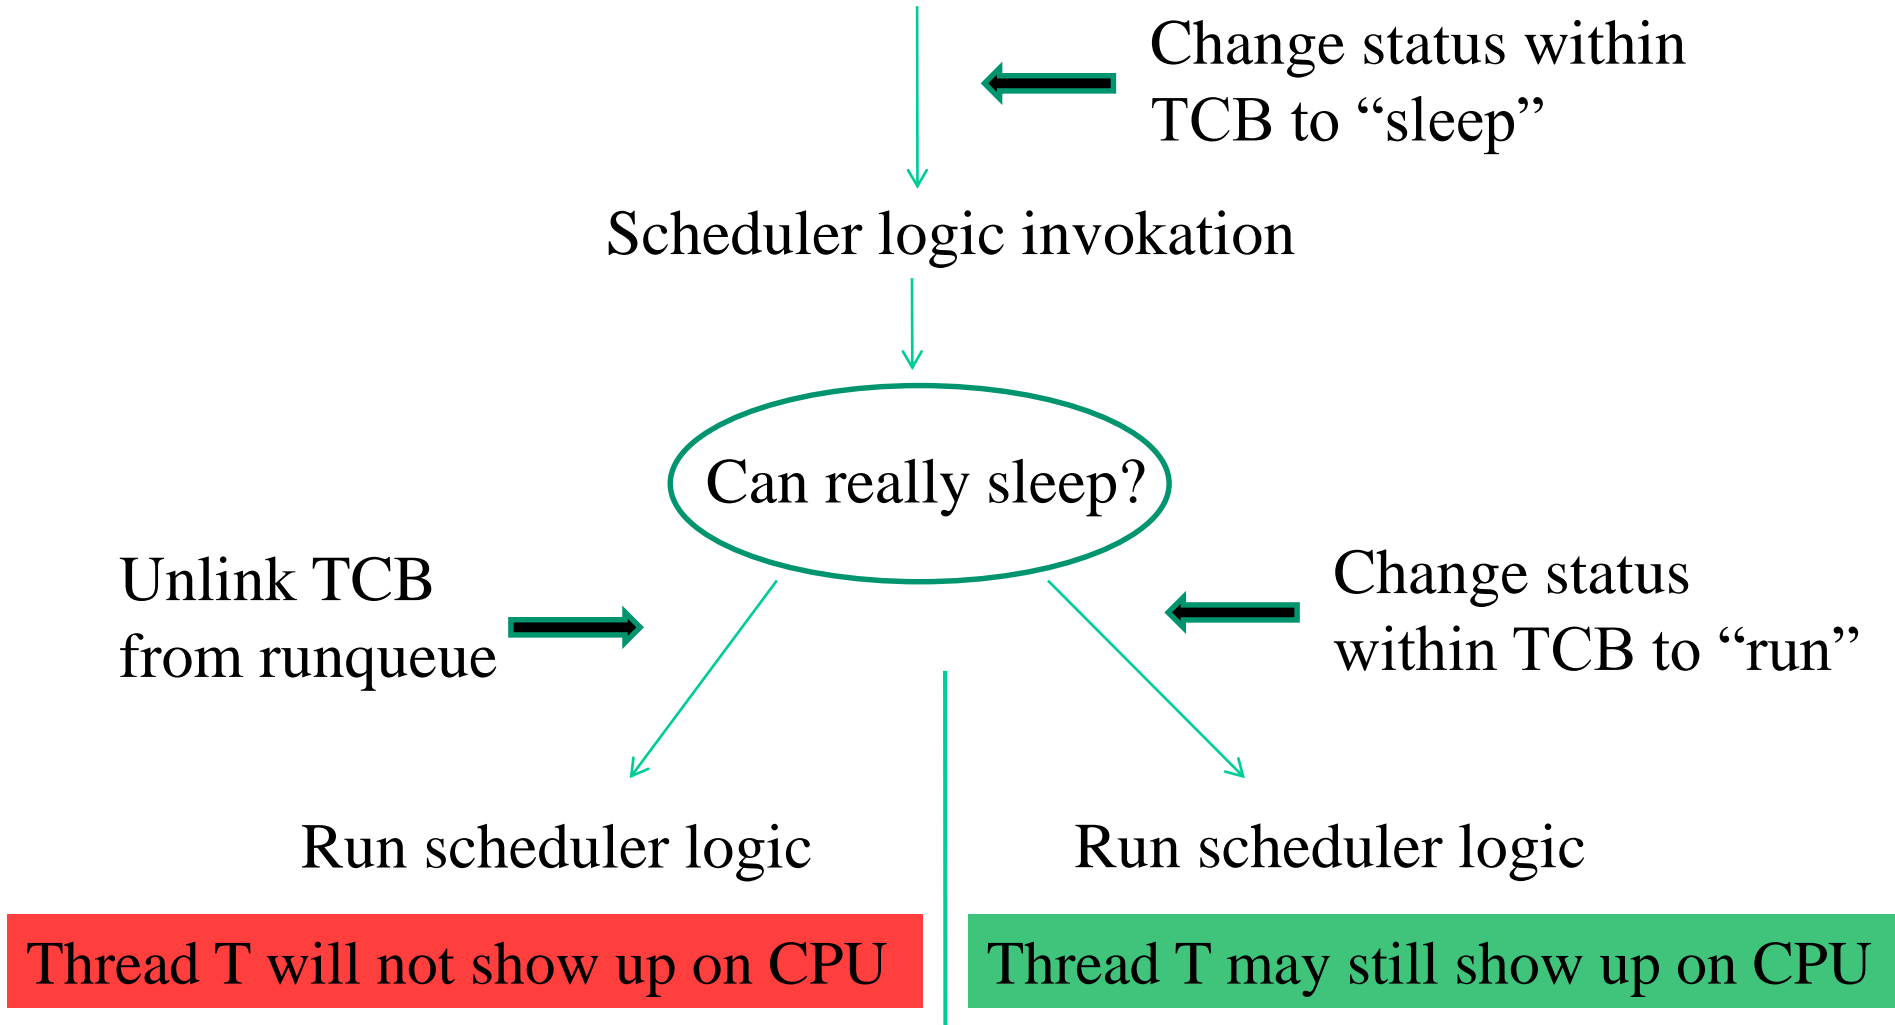 Change status within
TCB to “sleep”
Scheduler logic invokation
Can really sleep?
Unlink TCB
from runqueue
Change status
within TCB to “run”
Run scheduler logic
Run scheduler logic
Thread T will not show up on CPU
Thread T may still show up on CPU